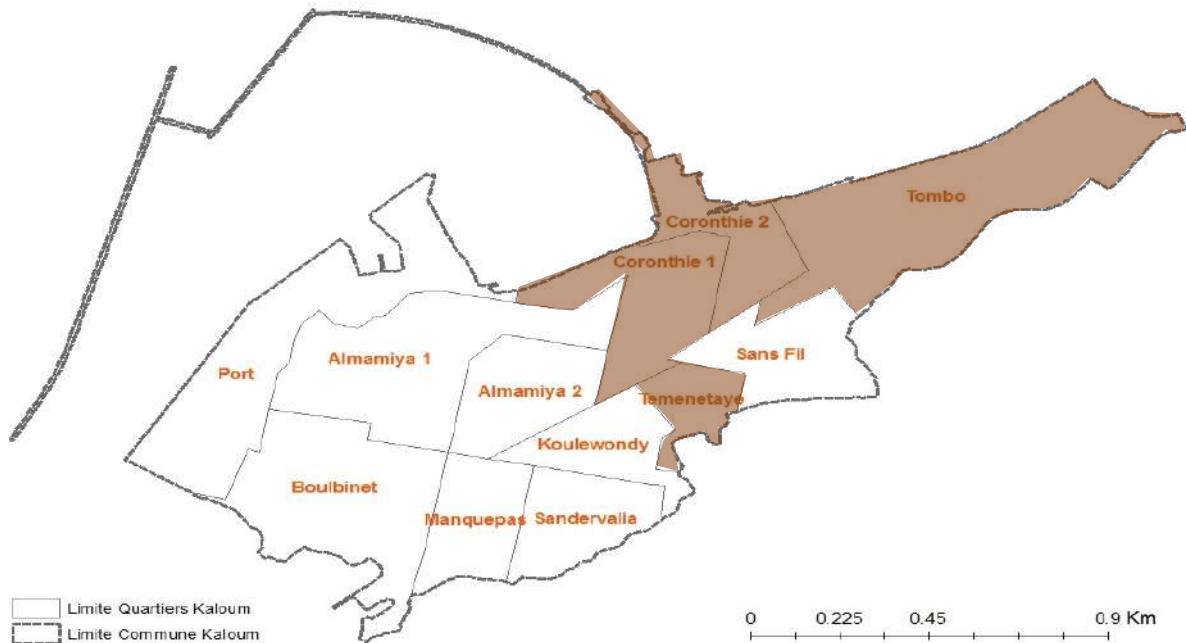 Tombo
Coronthie 2
Coronthie 1
Sans Fil
Port
Almamiya 1
Almamiya 2
Temenetaye
Koulewondy
Boulbinet
Manquepas
Sandervalia
Limite Quartiers Kaloum
Limite Commune Kaloum
0 0.225 0.45 0.9 Km